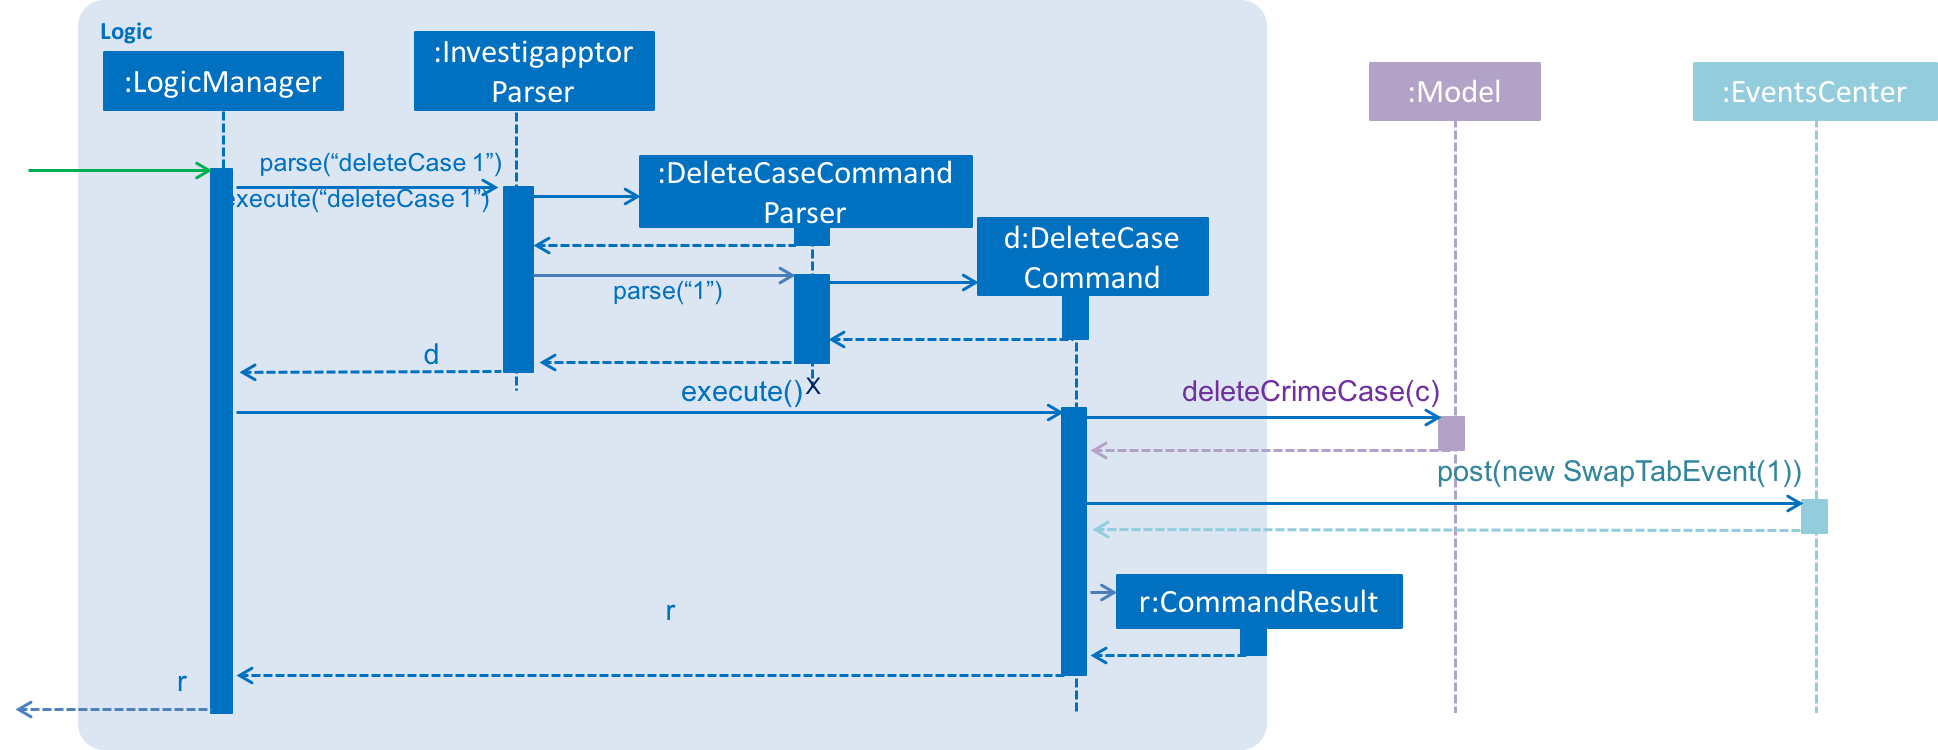 Logic
:LogicManager
:Investigapptor
Parser
:Model
:EventsCenter
parse(“deleteCase 1”)
execute(“deleteCase 1”)
:DeleteCaseCommand
Parser
d:DeleteCase
Command
parse(“1”)
d
execute()
X
deleteCrimeCase(c)
post(new SwapTabEvent(1))
r:CommandResult
r
r